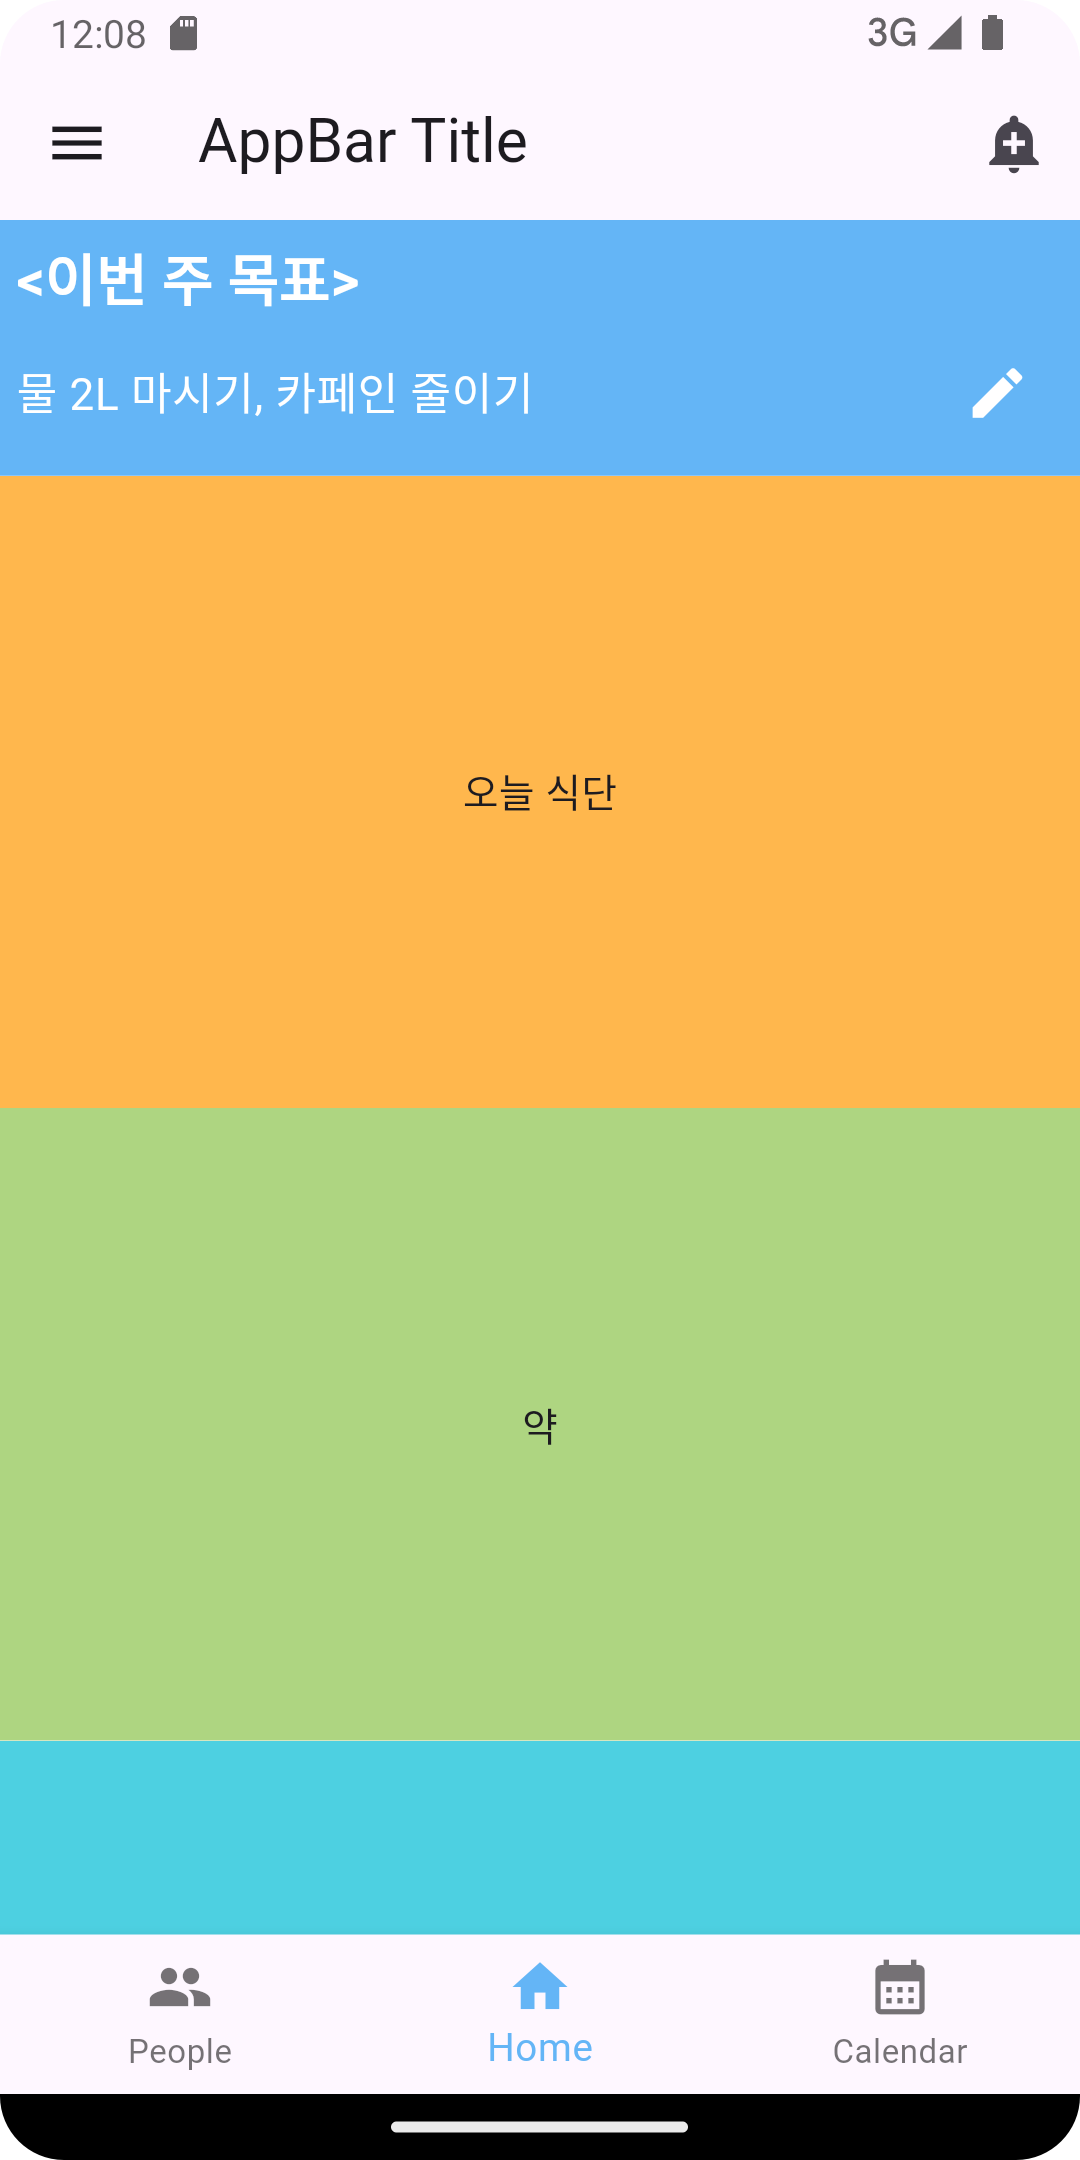 12:08
3G
AppBar Title
<이번 주 목표>
물 2L 마시기, 카페인 줄이기
오늘 식단
약
People
Home
Calendar